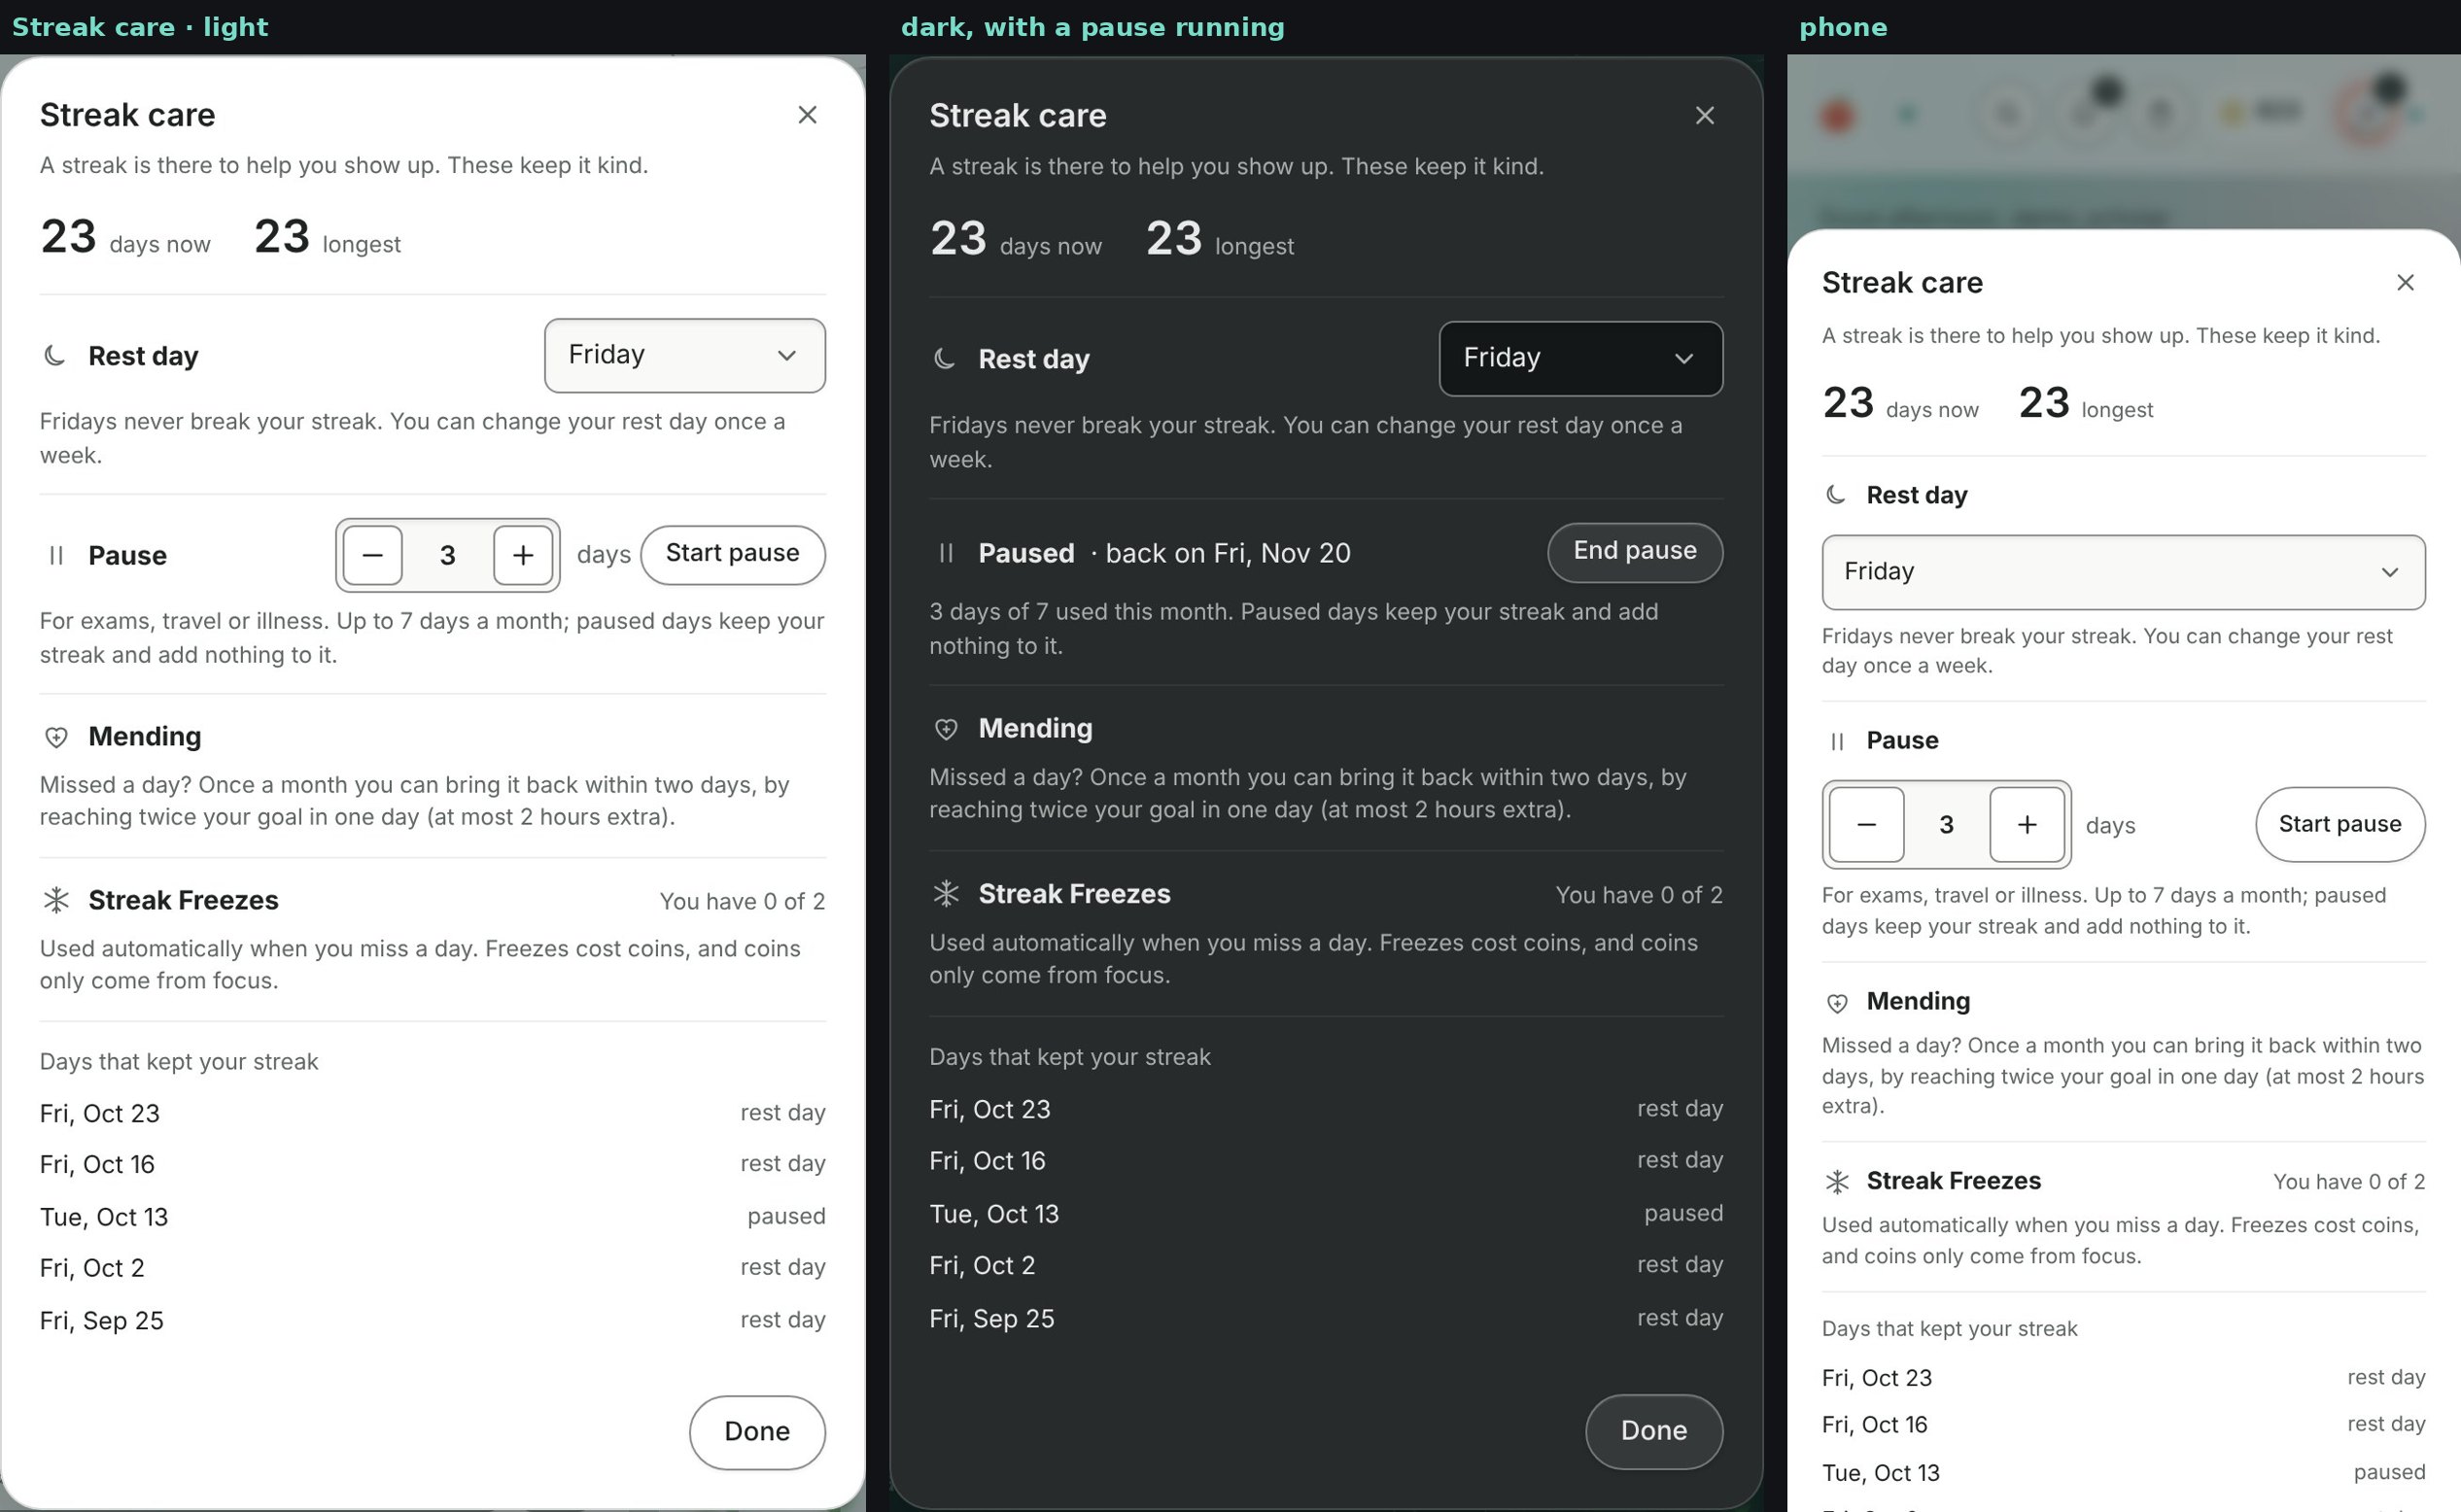 Streak care · light
Streak care
A streak is there to help you show up. These keep it kind.
23 days now 23 longest
Rest day Friday
Fridays never break your streak. You can change your rest day once a
week.
Pause 3 days Start pause
For exams, travel or illness. Up to 7 days a month; paused days keep your
streak and add nothing to it.
Mending
Missed a day? Once a month you can bring it back within two days, by
reaching twice your goal in one day (at most 2 hours extra).
Streak Freezes You have 0 of 2
Used automatically when you miss a day. Freezes cost coins, and coins
only come from focus.
Days that kept your streak
Fri, Oct 23 rest day
Fri, Oct 16 rest day
Tue, Oct 13 paused
Fri, Oct 2 rest day
Fri, Sep 25 rest day
Done
dark, with a pause running
Streak care
A streak is there to help you show up. These keep it kind.
23 days now 23 longest
Rest day Friday
Fridays never break your streak. You can change your rest day once a
week.
Paused · back on Fri, Nov 20 End pause
3 days of 7 used this month. Paused days keep your streak and add
nothing to it.
Mending
Missed a day? Once a month you can bring it back within two days, by
reaching twice your goal in one day (at most 2 hours extra).
Streak Freezes You have 0 of 2
Used automatically when you miss a day. Freezes cost coins, and coins
only come from focus.
Days that kept your streak
Fri, Oct 23 rest day
Fri, Oct 16 rest day
Tue, Oct 13 paused
Fri, Oct 2 rest day
Fri, Sep 25 rest day
Done
phone
Streak care
A streak is there to help you show up. These keep it kind.
23 days now 23 longest
Rest day
Friday
Fridays never break your streak. You can change your rest
day once a week.
Pause
3 days Start pause
For exams, travel or illness. Up to 7 days a month; paused
days keep your streak and add nothing to it.
Mending
Missed a day? Once a month you can bring it back within two
days, by reaching twice your goal in one day (at most 2 hours
extra).
Streak Freezes You have 0 of 2
Used automatically when you miss a day. Freezes cost coins,
and coins only come from focus.
Days that kept your streak
Fri, Oct 23 rest day
Fri, Oct 16 rest day
Tue, Oct 13 paused